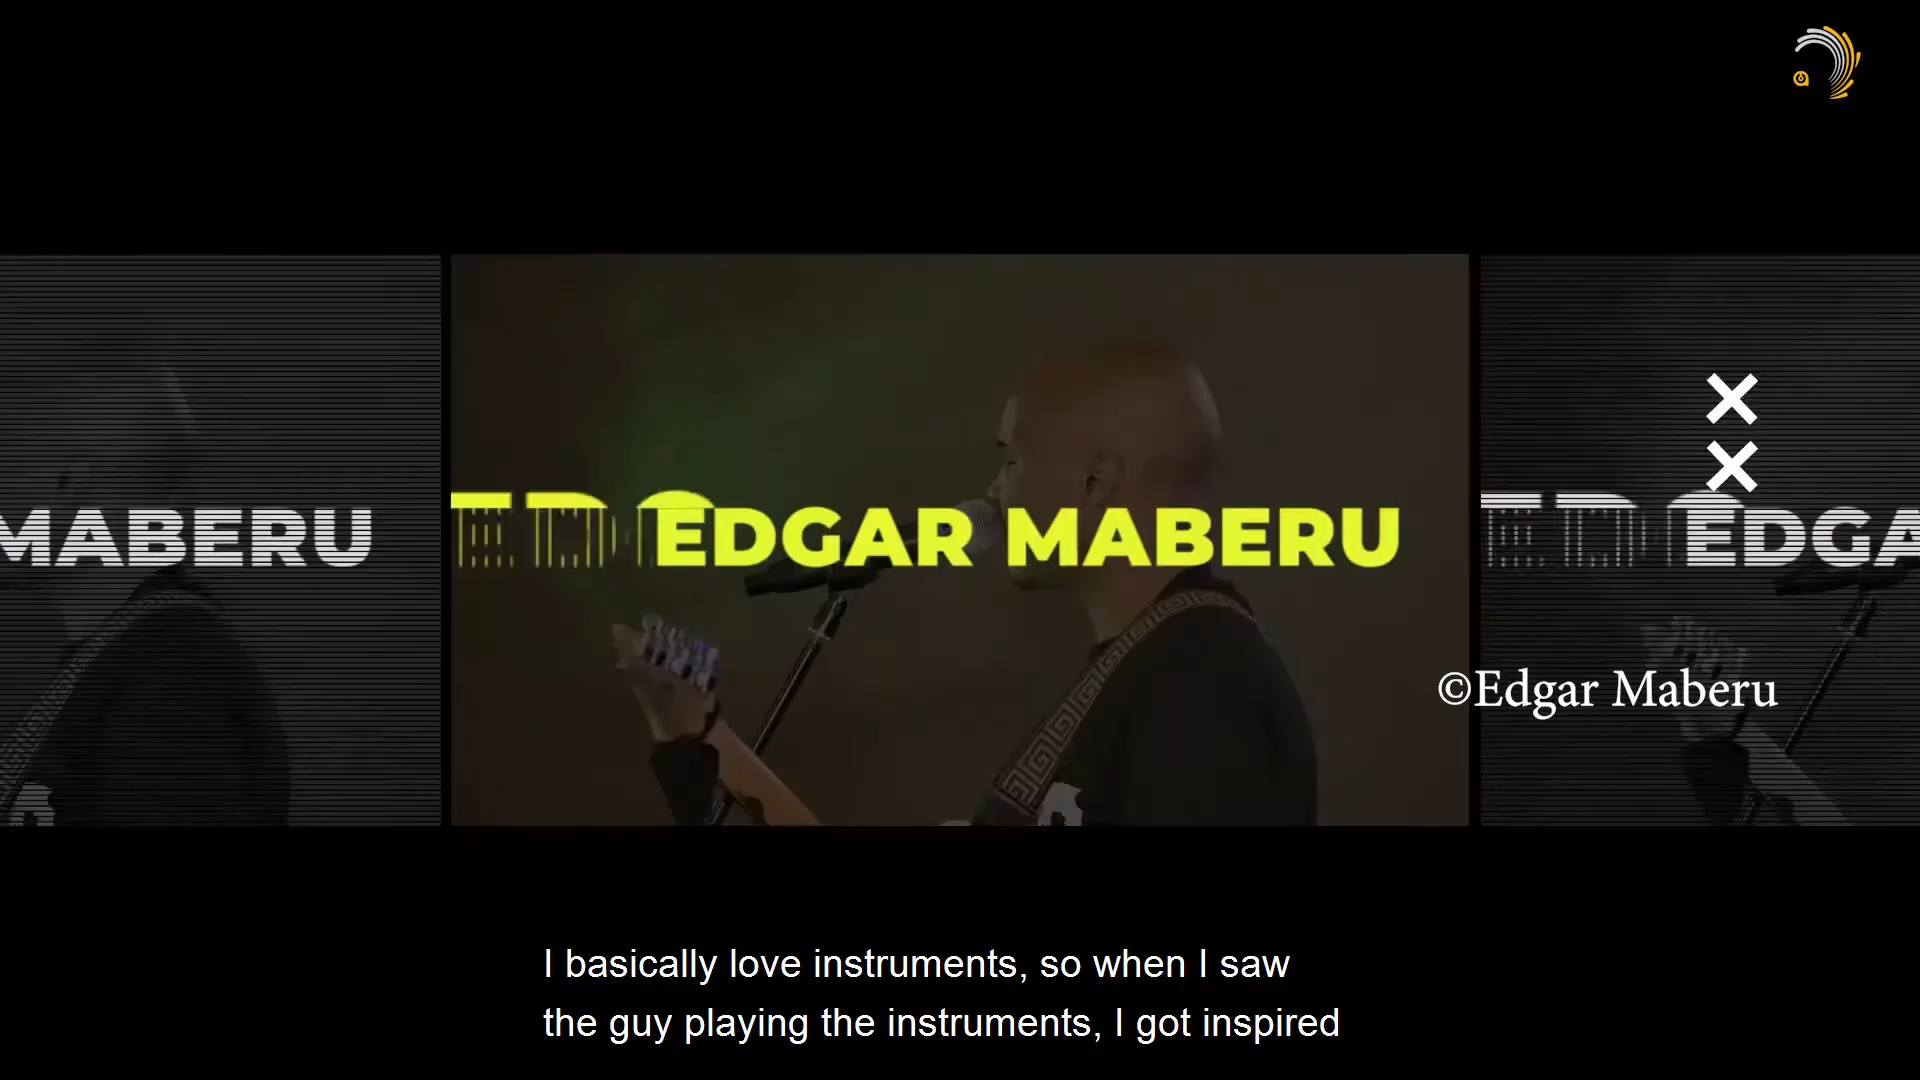 MABERU
EDGAR MABERU
EDGA
©Edgar Maberu
I basically love instruments, so when I saw
the guy playing the instruments, I got inspired